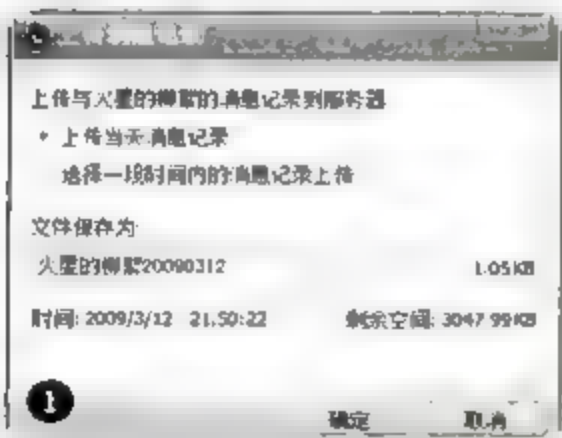 上传与火星的柳絮的消息记录到服务器
上传当天消息记录
选择一段时间内的消息记录上传
文件保存为:
火星的柳絮20090312 1.05KB
时间: 2009/3/12 21:50:22 剩余空间: 3047.99KB
1
确定 取消